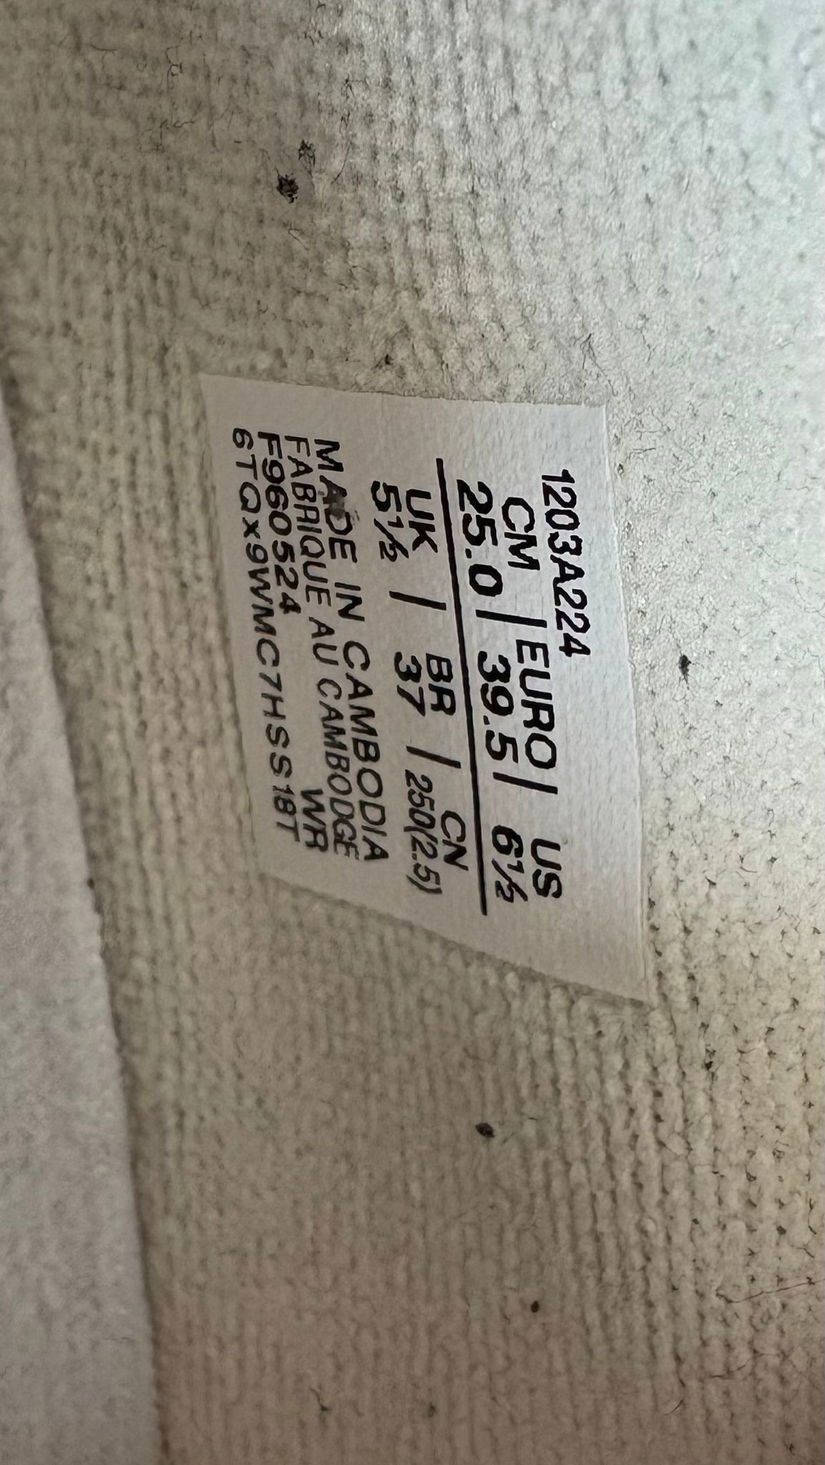 1203A224
CM | EURO | US
25.0 | 39.5 | 6½
UK | BR | CN
5½ | 37 | 250(2.5)
MADE IN CAMBODIA
FABRIQUE AU CAMBODGE
F960524 WR
6TQx9WMC7HSS18T